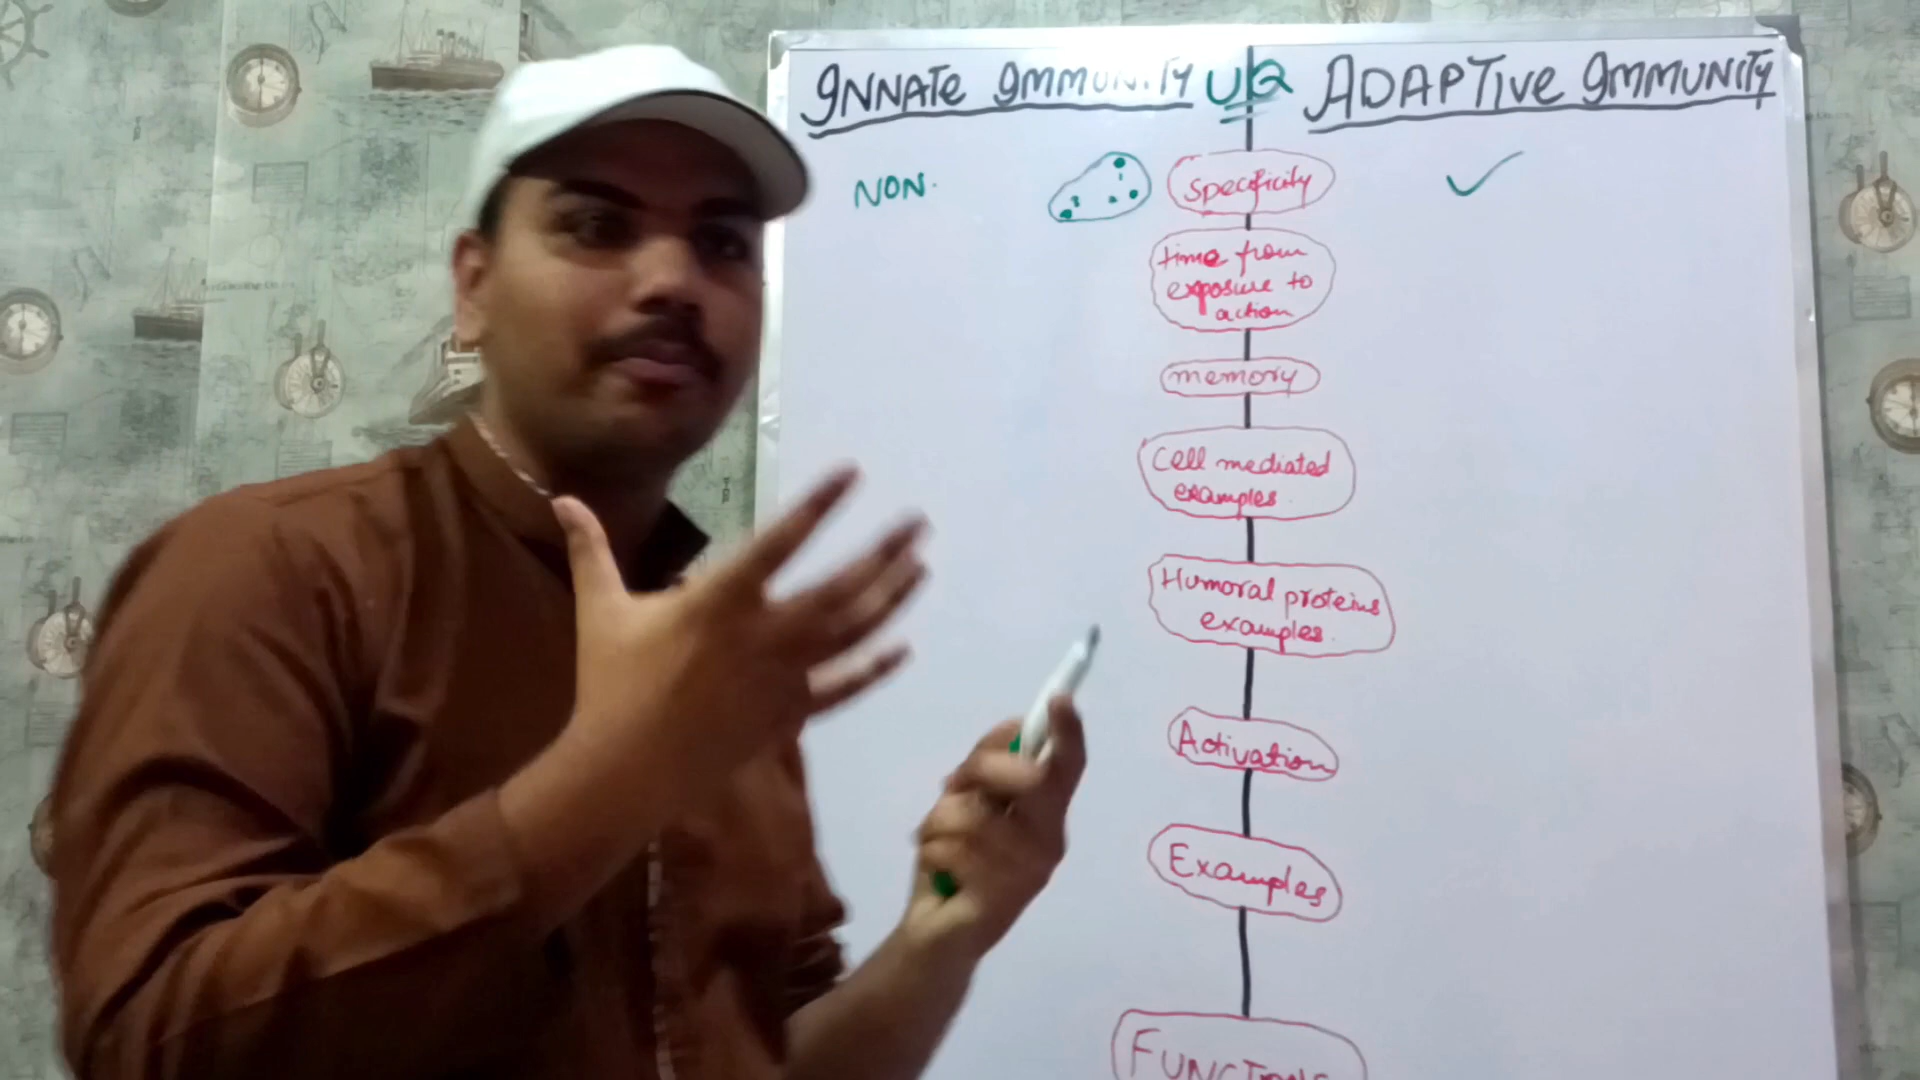 INNATE IMMUNITY VS ADAPTIVE IMMUNITY
NON. Specificity ✓
time from
exposure to
action
memory
Cell mediated
examples.
Humoral proteins
examples.
Activation
Examples
FUNCTIONS